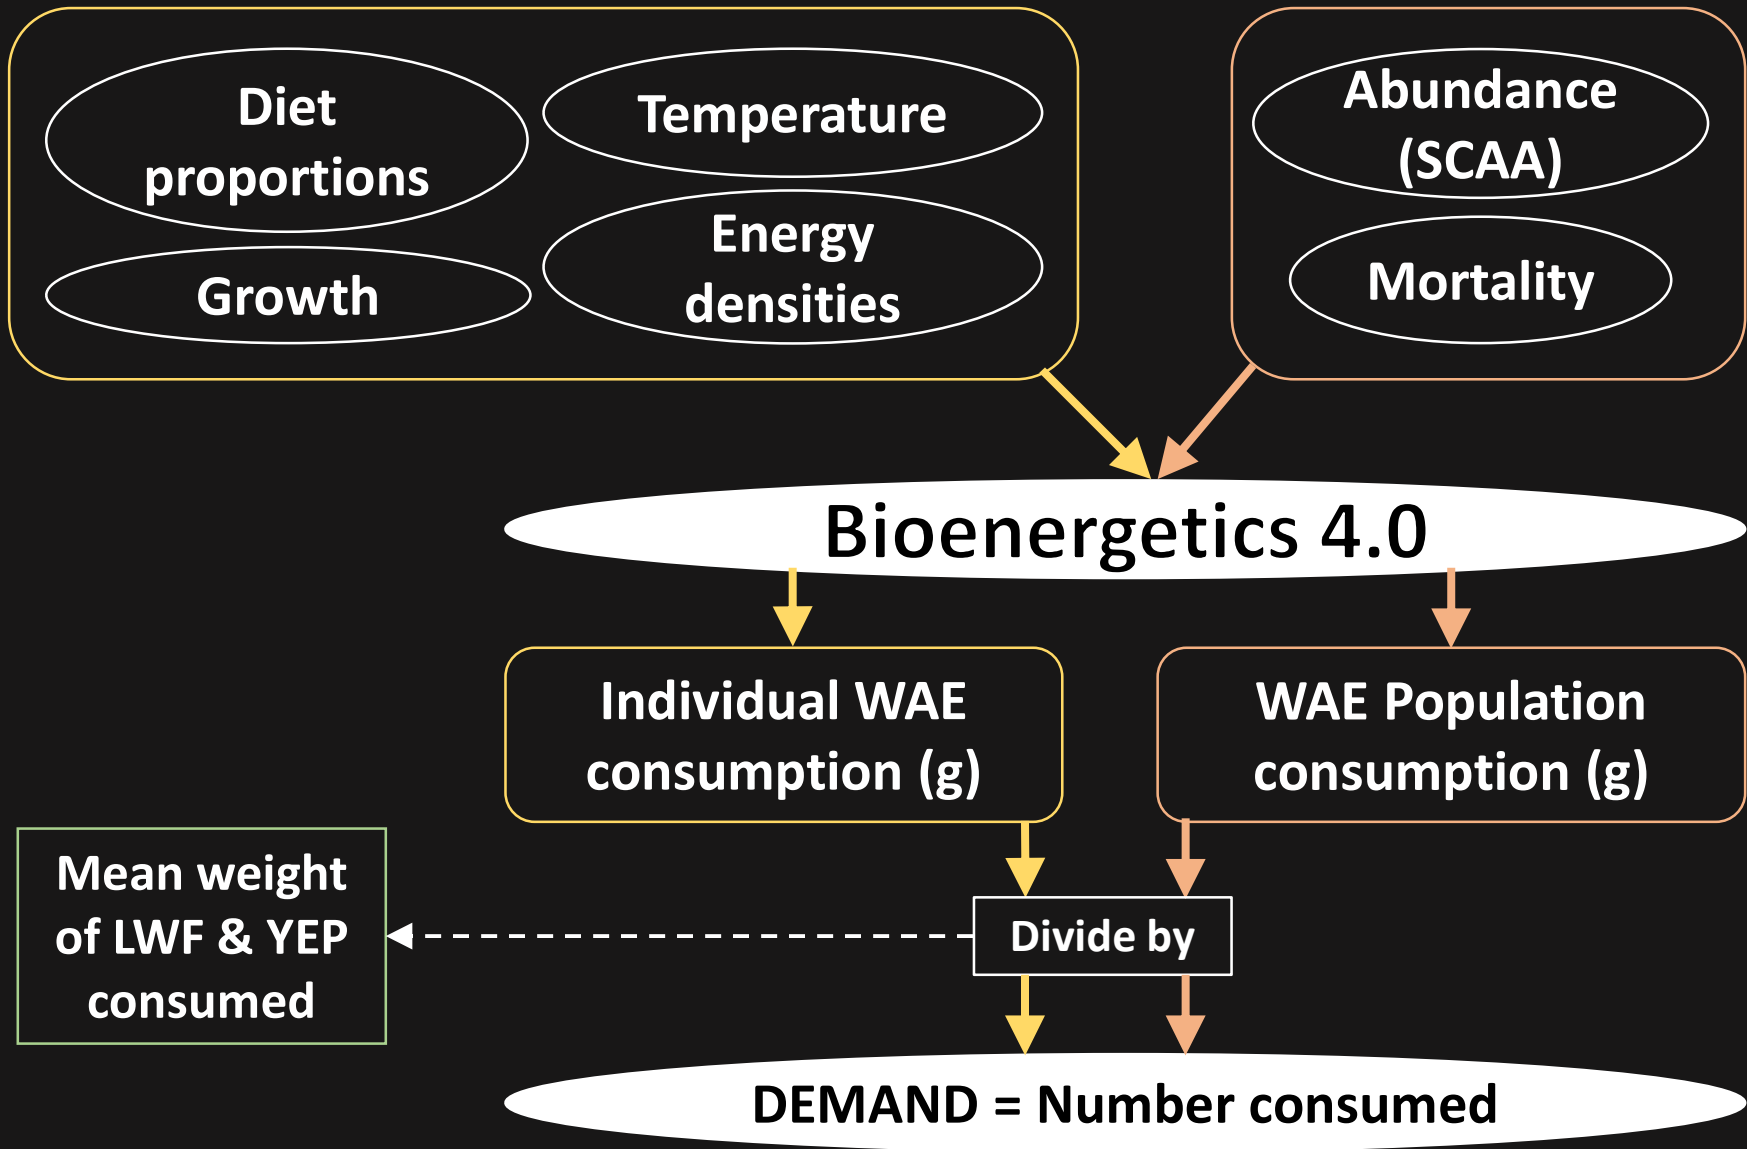 Diet
proportions
Temperature
Growth
Energy
densities
Abundance
(SCAA)
Mortality
Bioenergetics 4.0
Individual WAE
consumption (g)
WAE Population
consumption (g)
Mean weight
of LWF & YEP
consumed
Divide by
DEMAND = Number consumed